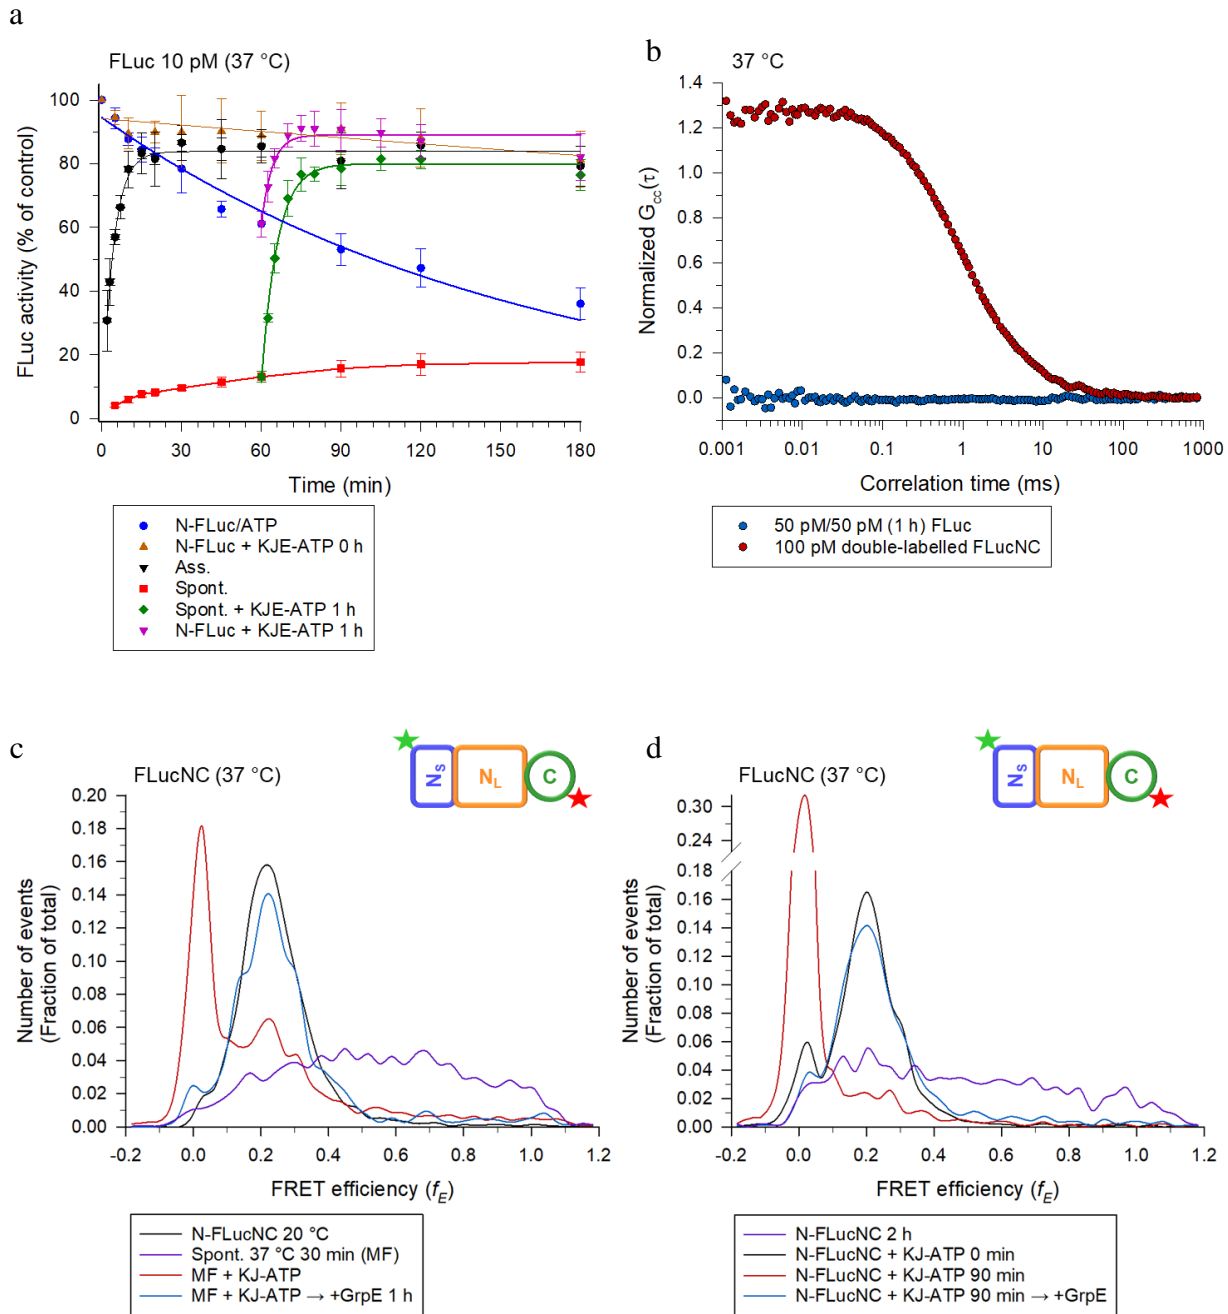 a
FLuc 10 pM (37 °C)
FLuc activity (% of control)
100
80
60
40
20
0
0 30 60 90 120 150 180
Time (min)
N-FLuc/ATP
N-FLuc + KJE-ATP 0 h
Ass.
Spont.
Spont. + KJE-ATP 1 h
N-FLuc + KJE-ATP 1 h
b
37 °C
Normalized Gcc(τ)
1.4
1.2
1.0
0.8
0.6
0.4
0.2
0.0
0.001 0.01 0.1 1 10 100 1000
Correlation time (ms)
50 pM/50 pM (1 h) FLuc
100 pM double-labelled FLucNC
c
FLucNC (37 °C)
NS NL C
Number of events
(Fraction of total)
0.20
0.18
0.16
0.14
0.12
0.10
0.08
0.06
0.04
0.02
0.00
-0.2 0.0 0.2 0.4 0.6 0.8 1.0 1.2
FRET efficiency (fE)
N-FLucNC 20 °C
Spont. 37 °C 30 min (MF)
MF + KJ-ATP
MF + KJ-ATP → +GrpE 1 h
d
FLucNC (37 °C)
NS NL C
Number of events
(Fraction of total)
0.30
0.24
0.18
0.16
0.14
0.12
0.10
0.08
0.06
0.04
0.02
0.00
-0.2 0.0 0.2 0.4 0.6 0.8 1.0 1.2
FRET efficiency (fE)
N-FLucNC 2 h
N-FLucNC + KJ-ATP 0 min
N-FLucNC + KJ-ATP 90 min
N-FLucNC + KJ-ATP 90 min → +GrpE